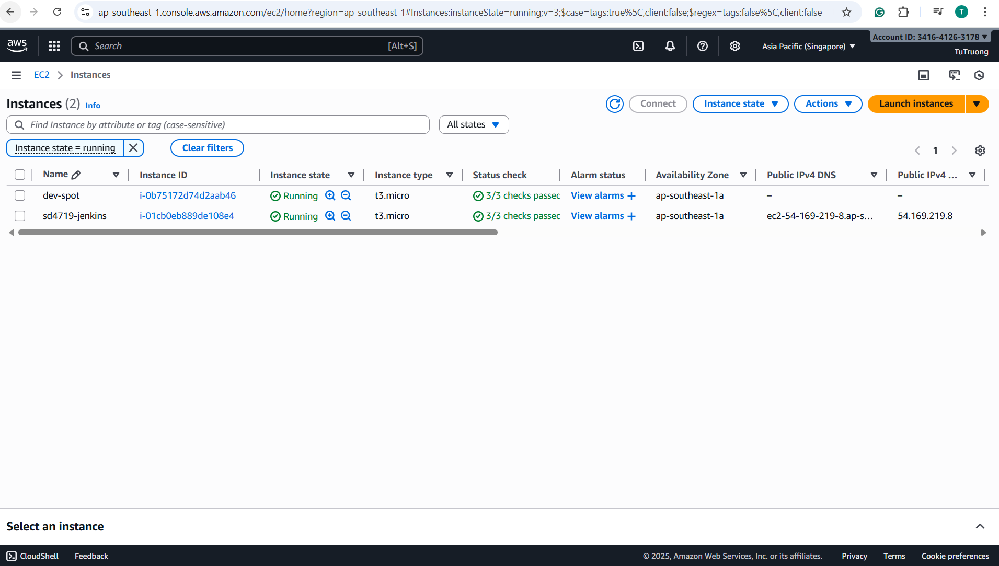 ap-southeast-1.console.aws.amazon.com/ec2/home?region=ap-southeast-1#Instances:instanceState=running;v=3;$case=tags:true%5C,client:false;$regex=tags:false%5C,client:false
T
aws
Search
[Alt+S]
Asia Pacific (Singapore)
Account ID: 3416-4126-3178
TuTruong
EC2
Instances
Instances (2) Info
Connect
Instance state
Actions
Launch instances
Find Instance by attribute or tag (case-sensitive)
All states
Instance state = running
Clear filters
1
Name Instance ID Instance state Instance type Status check Alarm status Availability Zone Public IPv4 DNS Public IPv4 ...
dev-spot i-0b75172d74d2aab46 Running t3.micro 3/3 checks passed View alarms + ap-southeast-1a – –
sd4719-jenkins i-01cb0eb889de108e4 Running t3.micro 3/3 checks passed View alarms + ap-southeast-1a ec2-54-169-219-8.ap-s... 54.169.219.8
Select an instance
CloudShell Feedback © 2025, Amazon Web Services, Inc. or its affiliates. Privacy Terms Cookie preferences